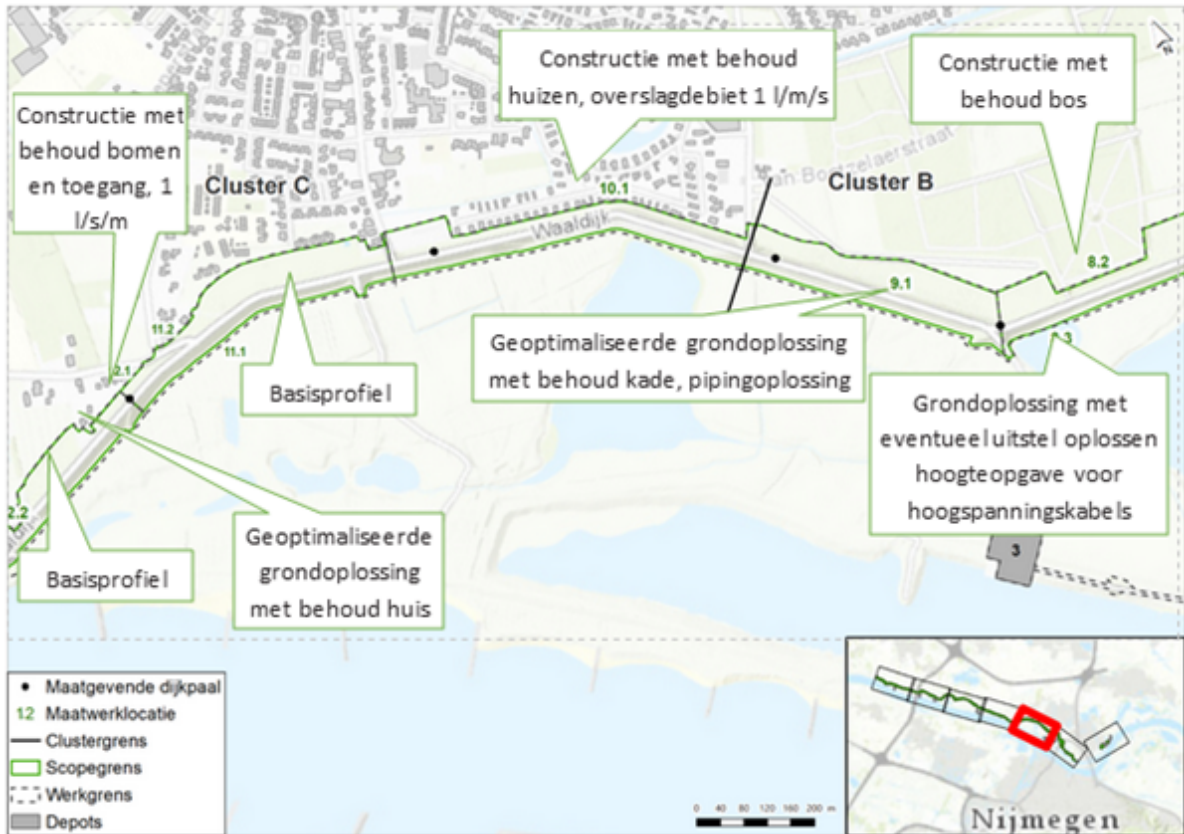 Constructie met behoud
huizen, overslagdebiet 1 l/m/s
Constructie met
behoud bos
Constructie met
behoud bomen
en toegang, 1
l/s/m
Cluster C
10.1
Cluster B
Waaldijk
8.2
9.1
11.2
11.1
2.1
Basisprofiel
Geoptimaliseerde grondoplossing
met behoud kade, pipingoplossing
Grondoplossing met
eventueel uitstel oplossen
hoogteopgave voor
hoogspanningskabels
3
2.2
Basisprofiel
Geoptimaliseerde
grondoplossing
met behoud huis
Maatgevende dijkpaal
12 Maatwerklocatie
Clustergrens
Scopegrens
Werkgrens
Depots
0 40 80 120 160 200 m
Nijmegen